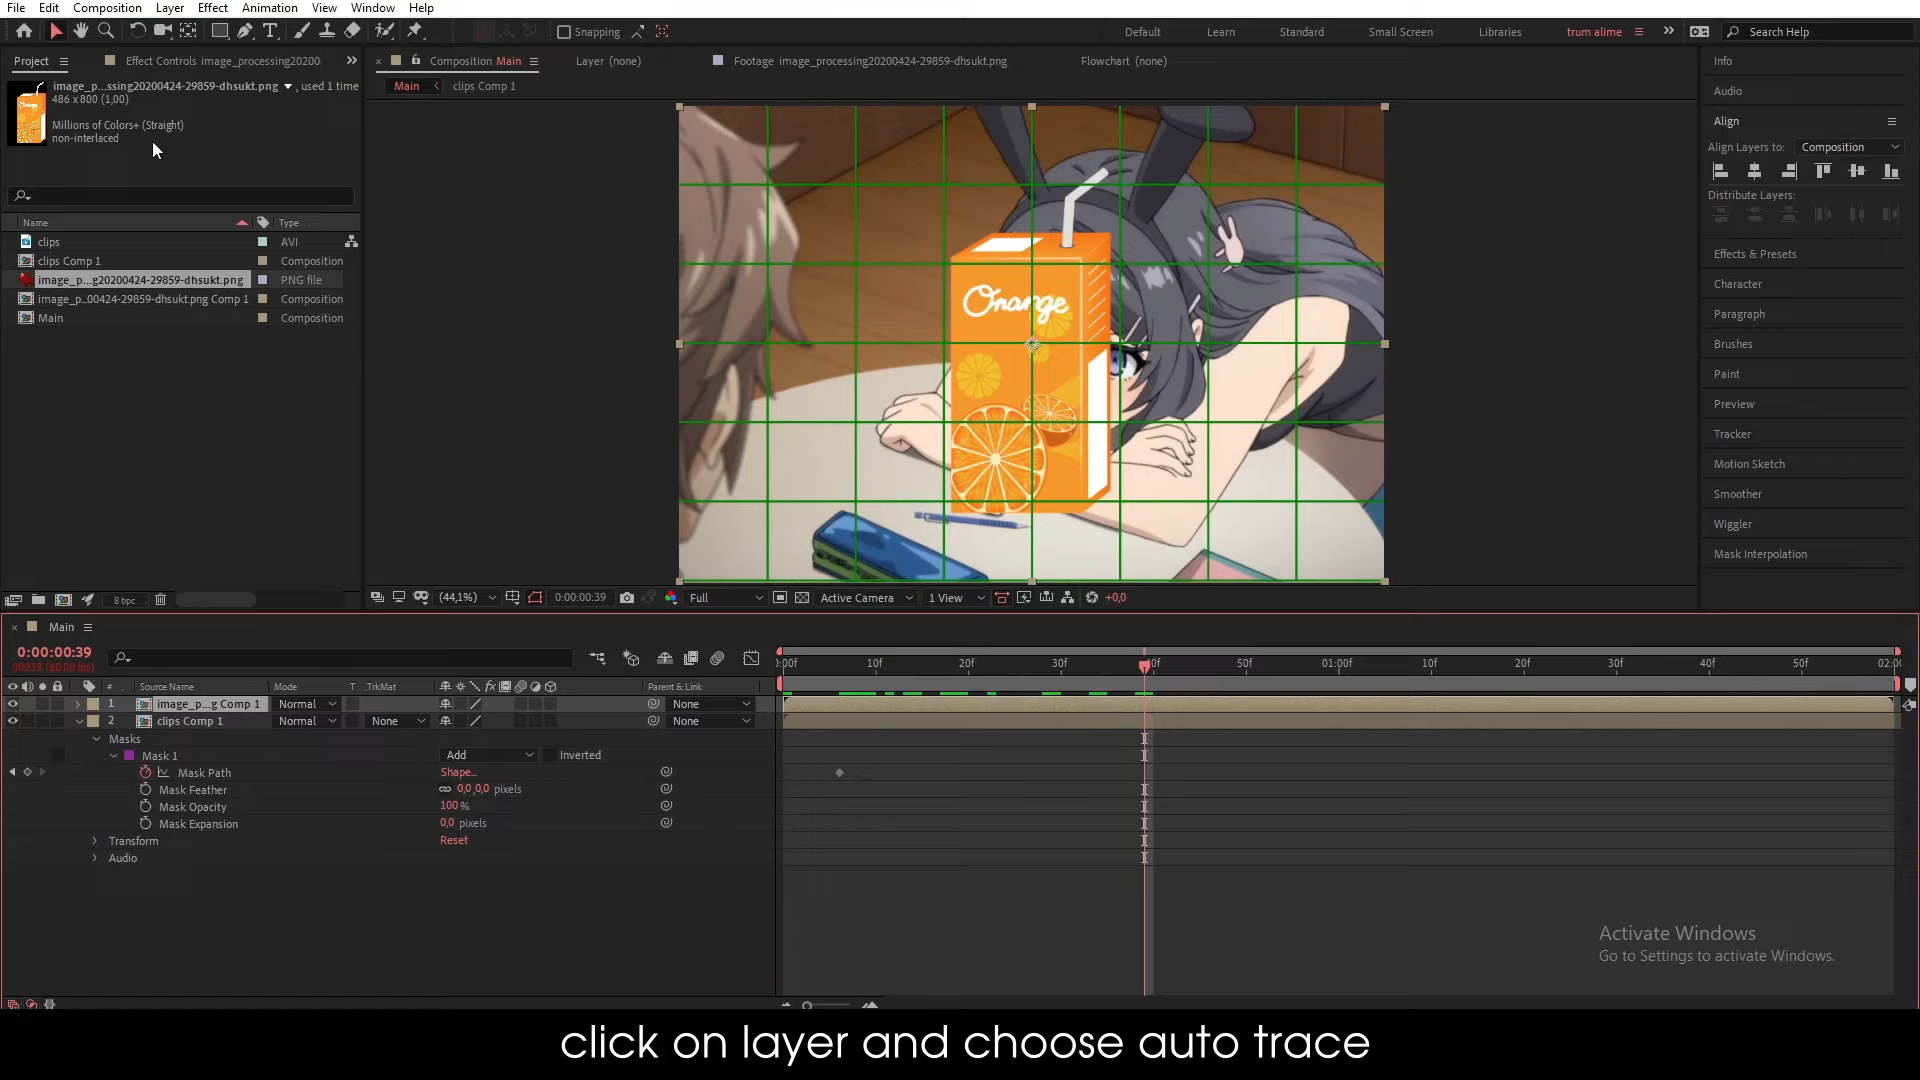 File Edit Composition Layer Effect Animation View Window Help
Snapping
Default Learn Standard Small Screen Libraries trum alime Search Help
Project Effect Controls image_processing20200
Composition Main Layer (none) Footage image_processing20200424-29859-dhsukt.png Flowchart (none)
Main clips Comp 1
image_p...ssing20200424-29859-dhsukt.png , used 1 time
486 x 800 (1,00)
Millions of Colors+ (Straight)
non-interlaced
Name Type
clips AVI
clips Comp 1 Composition
image_p...g20200424-29859-dhsukt.png PNG file
image_p...00424-29859-dhsukt.png Comp 1 Composition
Main Composition
8 bpc
Orange
(44,1%) 0:00:00:39 Full Active Camera 1 View +0,0
Info
Audio
Align
Align Layers to: Composition
Distribute Layers:
Effects & Presets
Character
Paragraph
Brushes
Paint
Preview
Tracker
Motion Sketch
Smoother
Wiggler
Mask Interpolation
Main
0:00:00:39
00039 (60.00 fps)
:00f 10f 20f 30f 40f 50f 01:00f 10f 20f 30f 40f 50f 02:00
# Source Name Mode T .TrkMat Parent & Link
1 image_p...g Comp 1 Normal None
2 clips Comp 1 Normal None None
Masks
Mask 1 Add Inverted
Mask Path Shape...
Mask Feather 0,0,0,0 pixels
Mask Opacity 100 %
Mask Expansion 0,0 pixels
Transform Reset
Audio
Activate Windows
Go to Settings to activate Windows.
click on layer and choose auto trace